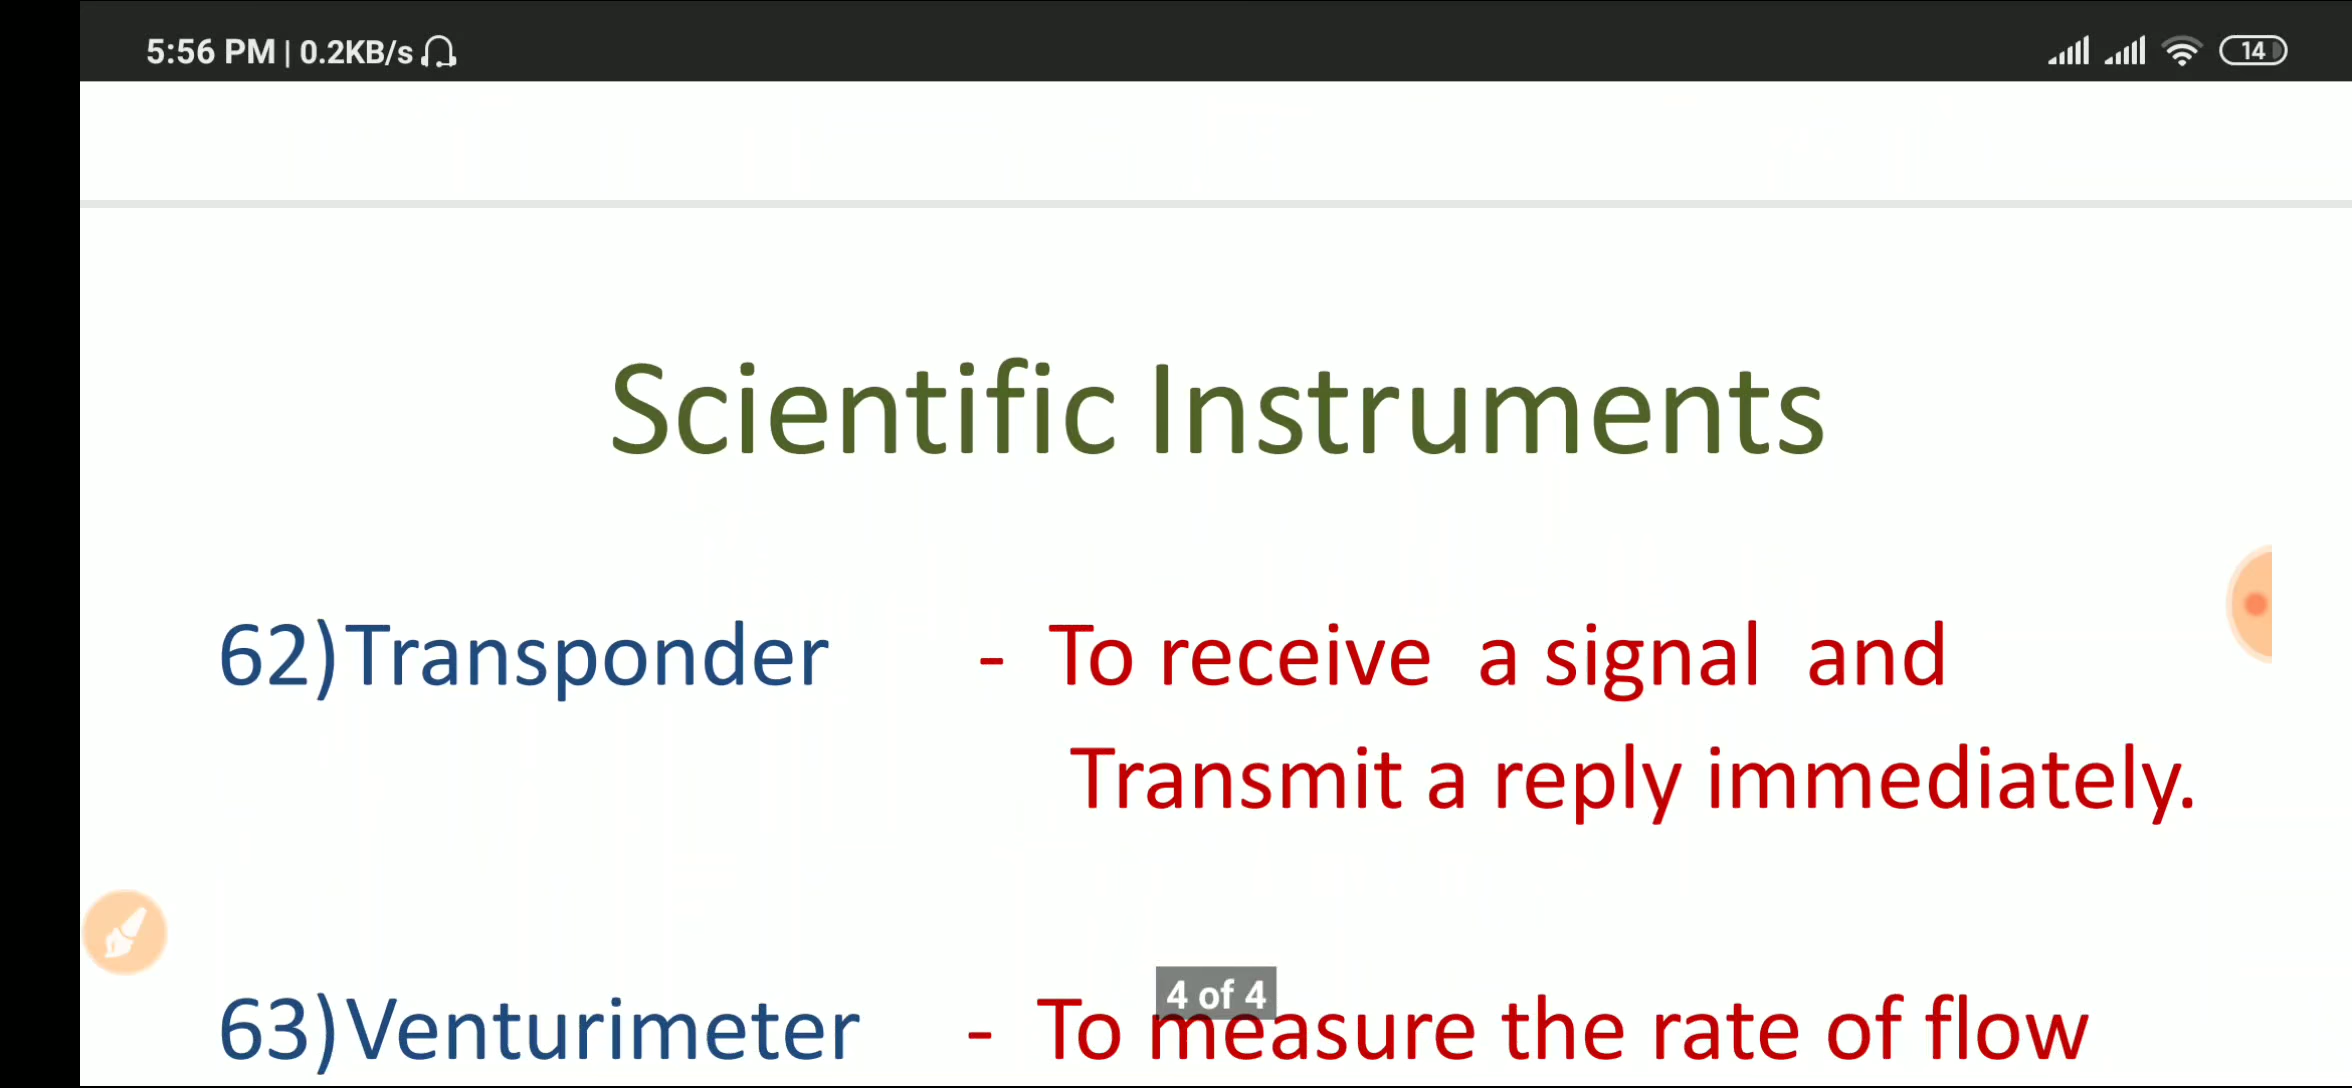 5:56 PM | 0.2KB/s
14
Scientific Instruments
62)Transponder - To receive a signal and
Transmit a reply immediately.
4 of 4
63)Venturimeter - To measure the rate of flow